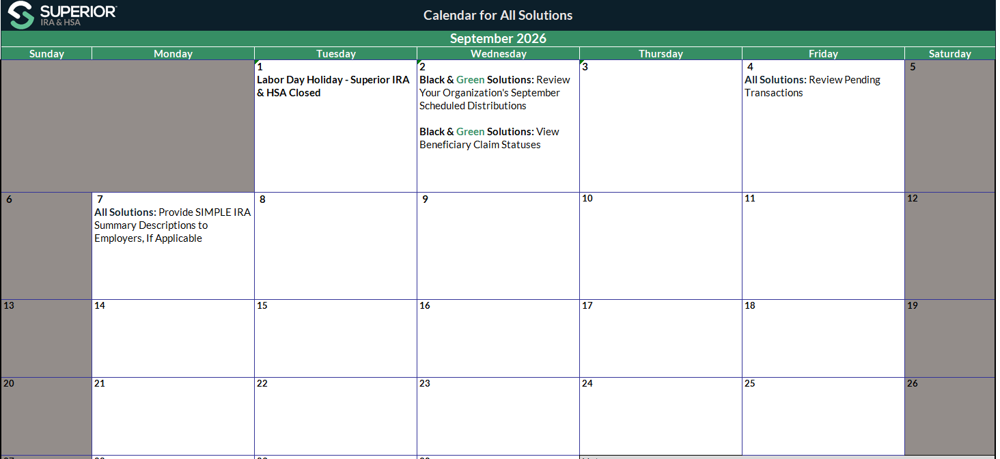 SUPERIOR
IRA & HSA
Calendar for All Solutions
September 2026
Sunday Monday Tuesday Wednesday Thursday Friday Saturday
1
Labor Day Holiday - Superior IRA
& HSA Closed
2
Black & Green Solutions: Review
Your Organization's September
Scheduled Distributions
Black & Green Solutions: View
Beneficiary Claim Statuses
3
4
All Solutions: Review Pending
Transactions
5
6
7
All Solutions: Provide SIMPLE IRA
Summary Descriptions to
Employers, If Applicable
8
9
10
11
12
13
14
15
16
17
18
19
20
21
22
23
24
25
26